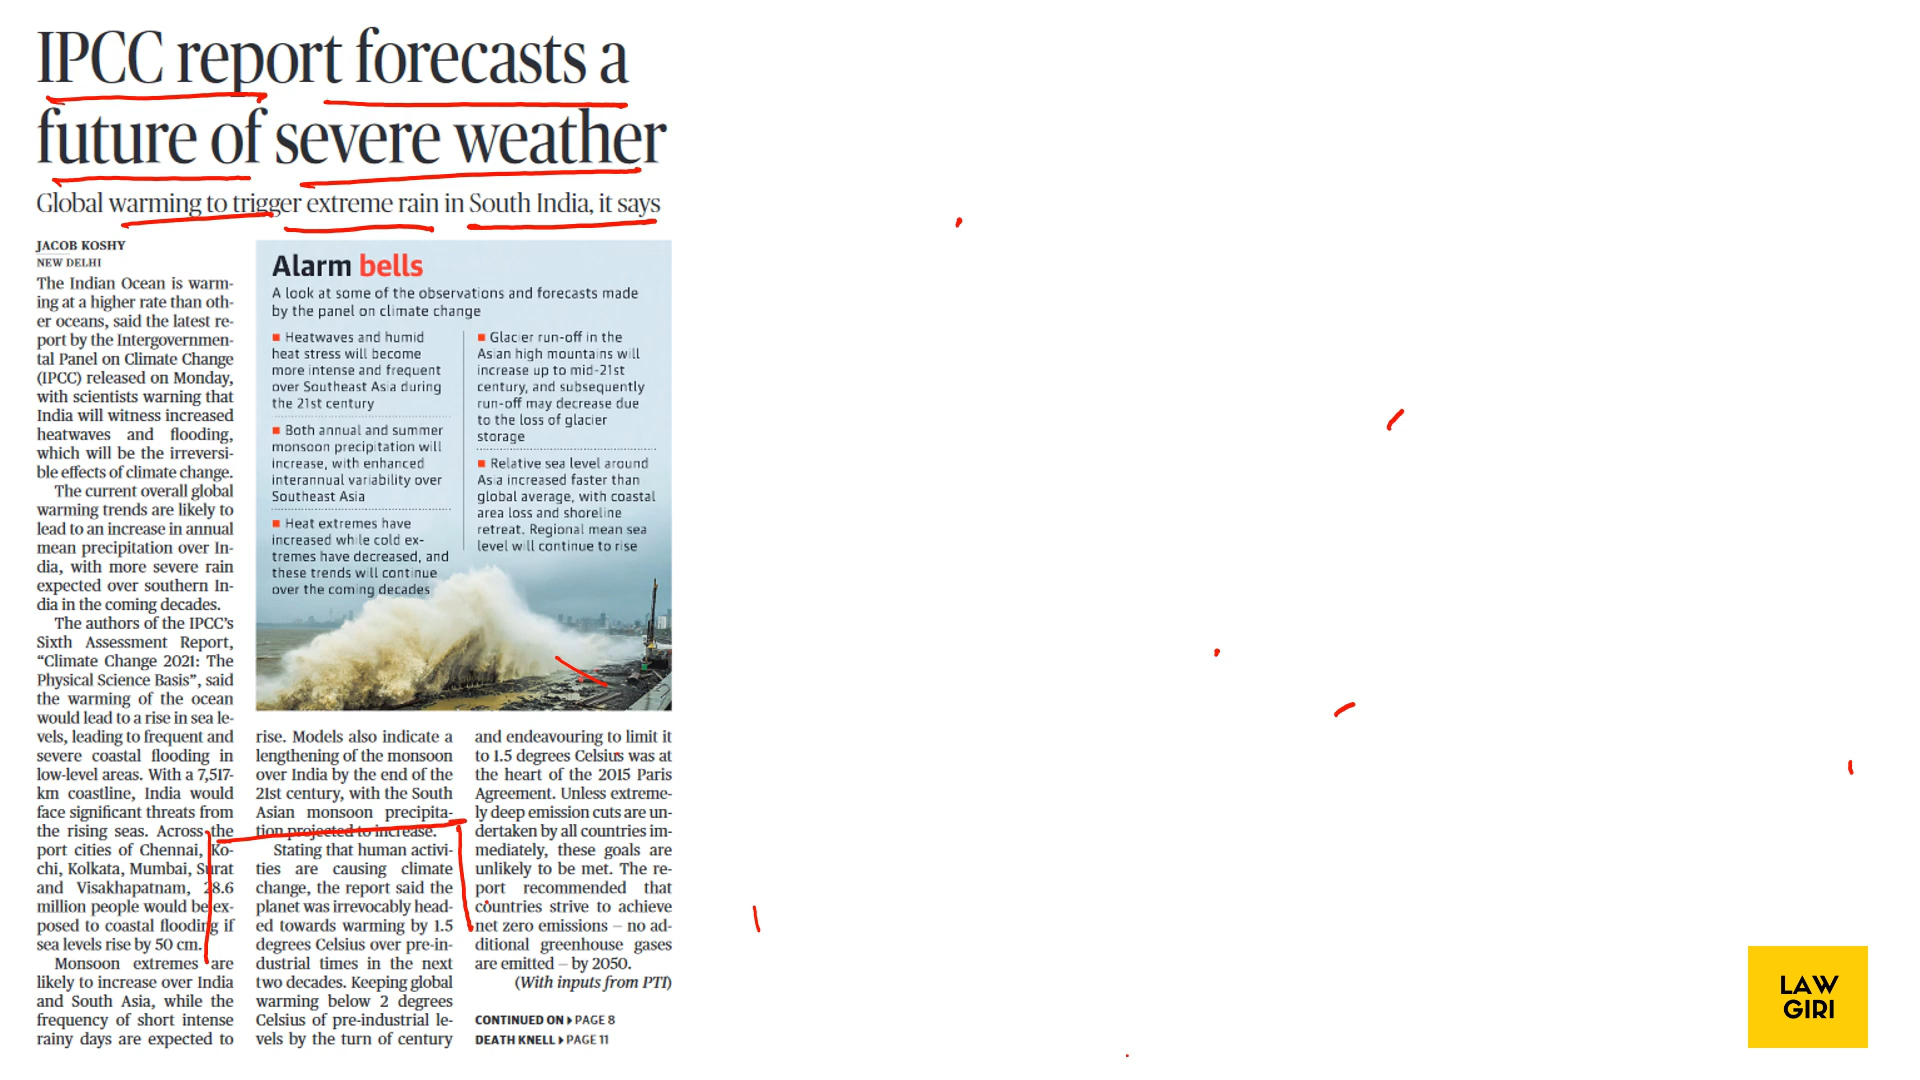 IPCC report forecasts a
future of severe weather
Global warming to trigger extreme rain in South India, it says
JACOB KOSHY
NEW DELHI
The Indian Ocean is warm-
ing at a higher rate than oth-
er oceans, said the latest re-
port by the Intergovernmen-
tal Panel on Climate Change
(IPCC) released on Monday,
with scientists warning that
India will witness increased
heatwaves and flooding,
which will be the irreversi-
ble effects of climate change.
The current overall global
warming trends are likely to
lead to an increase in annual
mean precipitation over In-
dia, with more severe rain
expected over southern In-
dia in the coming decades.
The authors of the IPCC's
Sixth Assessment Report,
“Climate Change 2021: The
Physical Science Basis”, said
the warming of the ocean
would lead to a rise in sea le-
vels, leading to frequent and
severe coastal flooding in
low-level areas. With a 7,517-
km coastline, India would
face significant threats from
the rising seas. Across the
port cities of Chennai, Ko-
chi, Kolkata, Mumbai, Surat
and Visakhapatnam, 28.6
million people would be ex-
posed to coastal flooding if
sea levels rise by 50 cm.
Monsoon extremes are
likely to increase over India
and South Asia, while the
frequency of short intense
rainy days are expected to
Alarm bells
A look at some of the observations and forecasts made
by the panel on climate change
Heatwaves and humid
heat stress will become
more intense and frequent
over Southeast Asia during
the 21st century
Both annual and summer
monsoon precipitation will
increase, with enhanced
interannual variability over
Southeast Asia
Heat extremes have
increased while cold ex-
tremes have decreased, and
these trends will continue
over the coming decades
Glacier run-off in the
Asian high mountains will
increase up to mid-21st
century, and subsequently
run-off may decrease due
to the loss of glacier
storage
Relative sea level around
Asia increased faster than
global average, with coastal
area loss and shoreline
retreat. Regional mean sea
level will continue to rise
rise. Models also indicate a
lengthening of the monsoon
over India by the end of the
21st century, with the South
Asian monsoon precipita-
tion projected to increase.
Stating that human activi-
ties are causing climate
change, the report said the
planet was irrevocably head-
ed towards warming by 1.5
degrees Celsius over pre-in-
dustrial times in the next
two decades. Keeping global
warming below 2 degrees
Celsius of pre-industrial le-
vels by the turn of century
and endeavouring to limit it
to 1.5 degrees Celsius was at
the heart of the 2015 Paris
Agreement. Unless extreme-
ly deep emission cuts are un-
dertaken by all countries im-
mediately, these goals are
unlikely to be met. The re-
port recommended that
countries strive to achieve
net zero emissions – no ad-
ditional greenhouse gases
are emitted – by 2050.
(With inputs from PTI)
CONTINUED ON PAGE 8
DEATH KNELL PAGE 11
LAW
GIRI